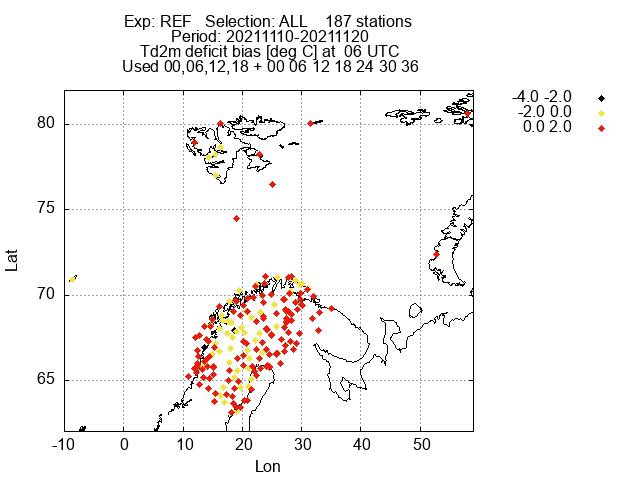 Exp: REF Selection: ALL 187 stations
Period: 20211110-20211120
Td2m deficit bias [deg C] at 06 UTC
Used 00,06,12,18 + 00 06 12 18 24 30 36
-4.0 -2.0
-2.0 0.0
0.0 2.0
80
75
70
65
Lat
-10 0 10 20 30 40 50
Lon